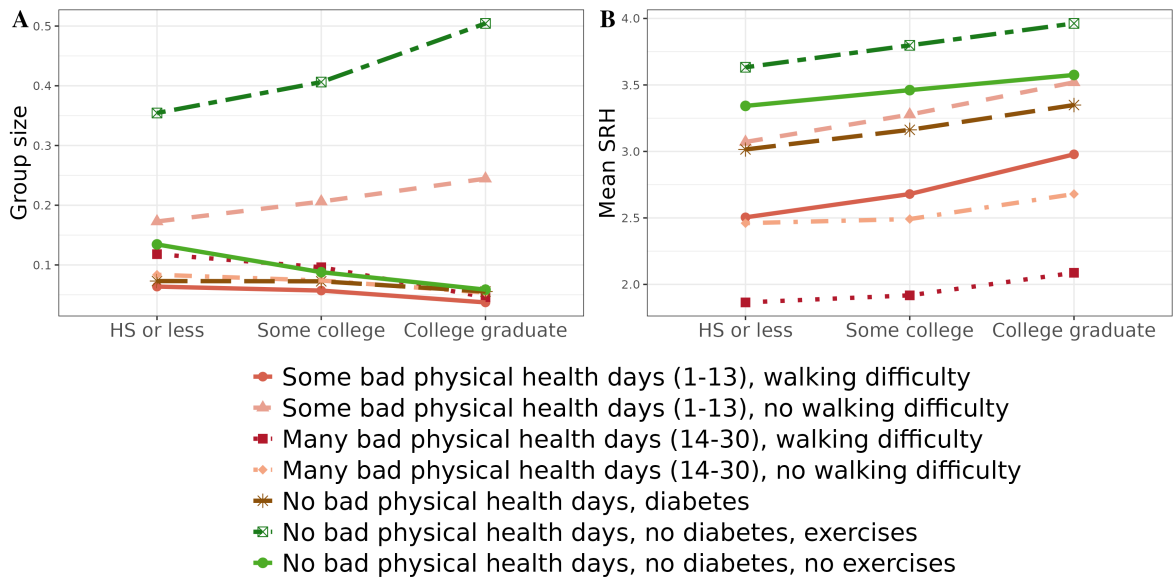 A
0.5
0.4
0.3
0.2
0.1
Group size
HS or less
Some college
College graduate
B
4.0
3.5
3.0
2.5
2.0
Mean SRH
HS or less
Some college
College graduate
Some bad physical health days (1-13), walking difficulty
Some bad physical health days (1-13), no walking difficulty
Many bad physical health days (14-30), walking difficulty
Many bad physical health days (14-30), no walking difficulty
No bad physical health days, diabetes
No bad physical health days, no diabetes, exercises
No bad physical health days, no diabetes, no exercises